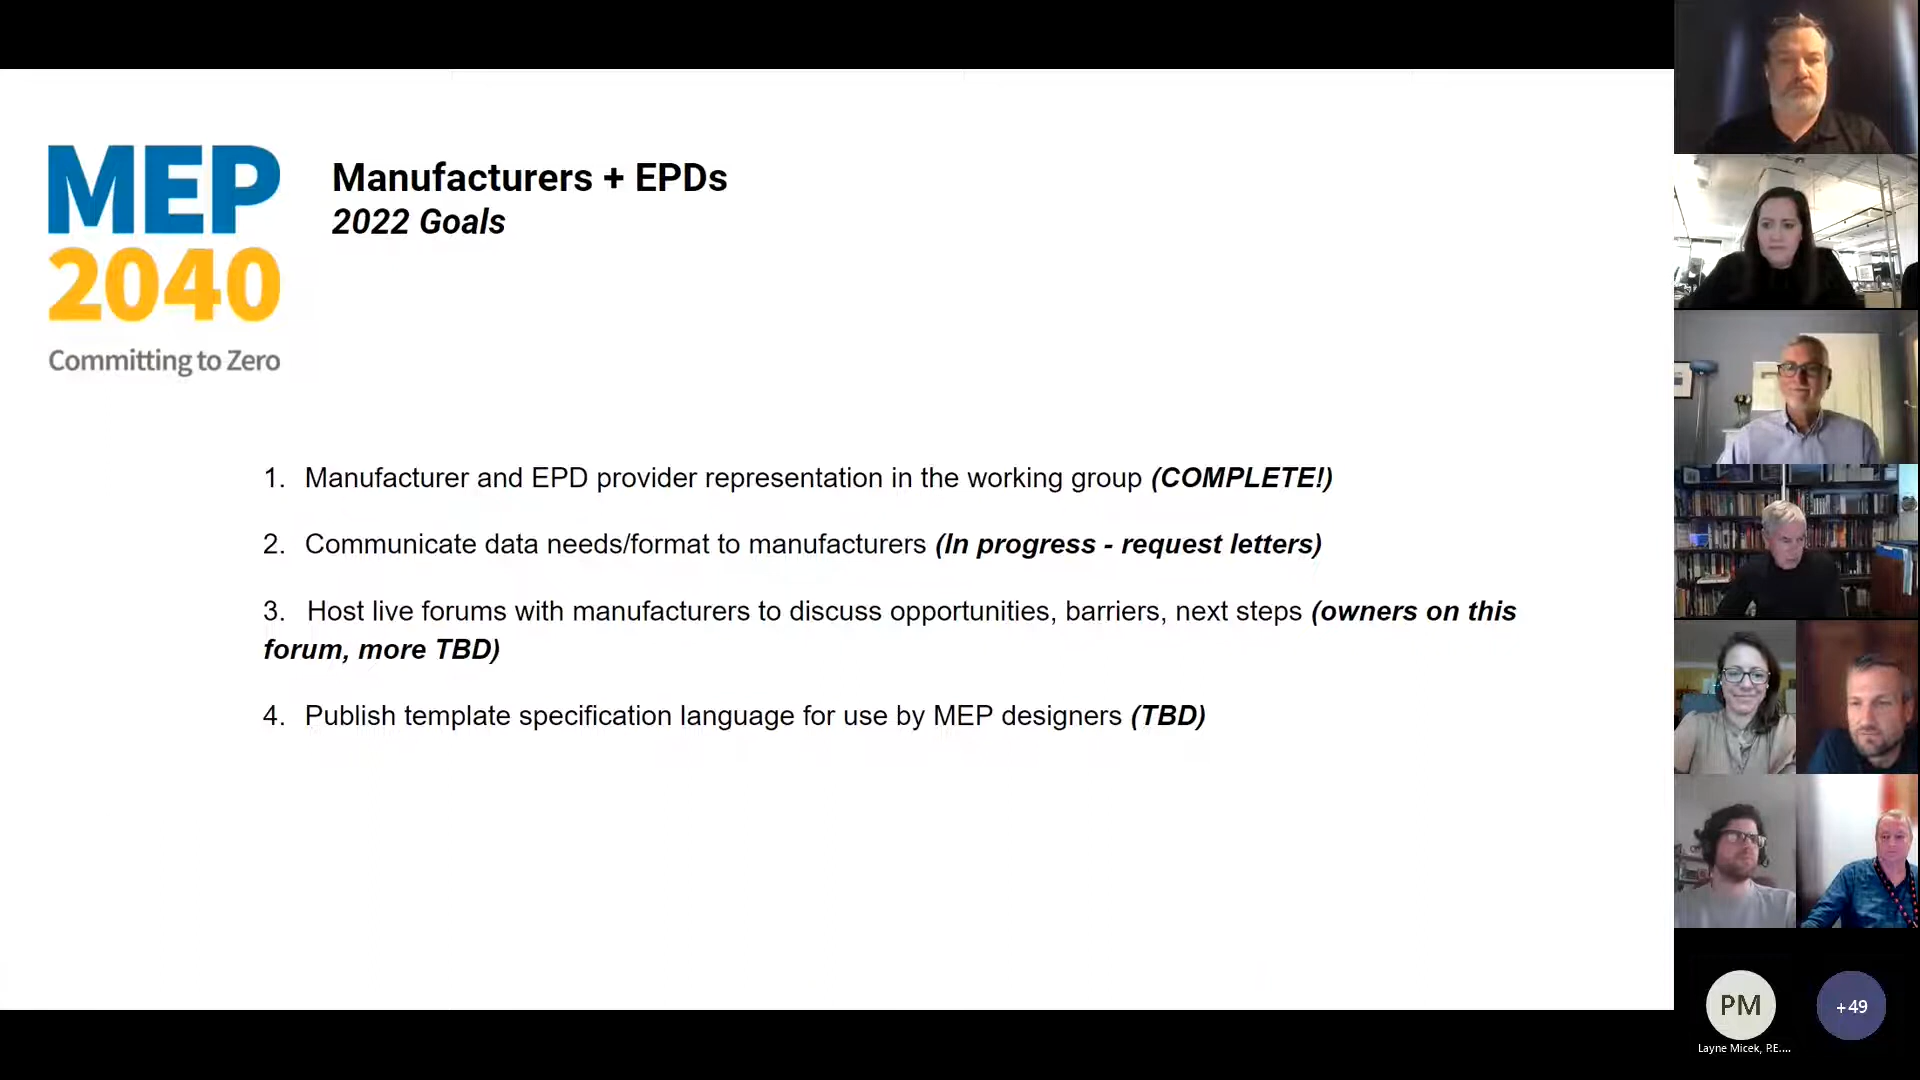 MEP
2040
Committing to Zero
Manufacturers + EPDs
2022 Goals
1. Manufacturer and EPD provider representation in the working group (COMPLETE!)
2. Communicate data needs/format to manufacturers (In progress - request letters)
3. Host live forums with manufacturers to discuss opportunities, barriers, next steps (owners on this
forum, more TBD)
4. Publish template specification language for use by MEP designers (TBD)
PM
+49
Layne Micek, P.E....